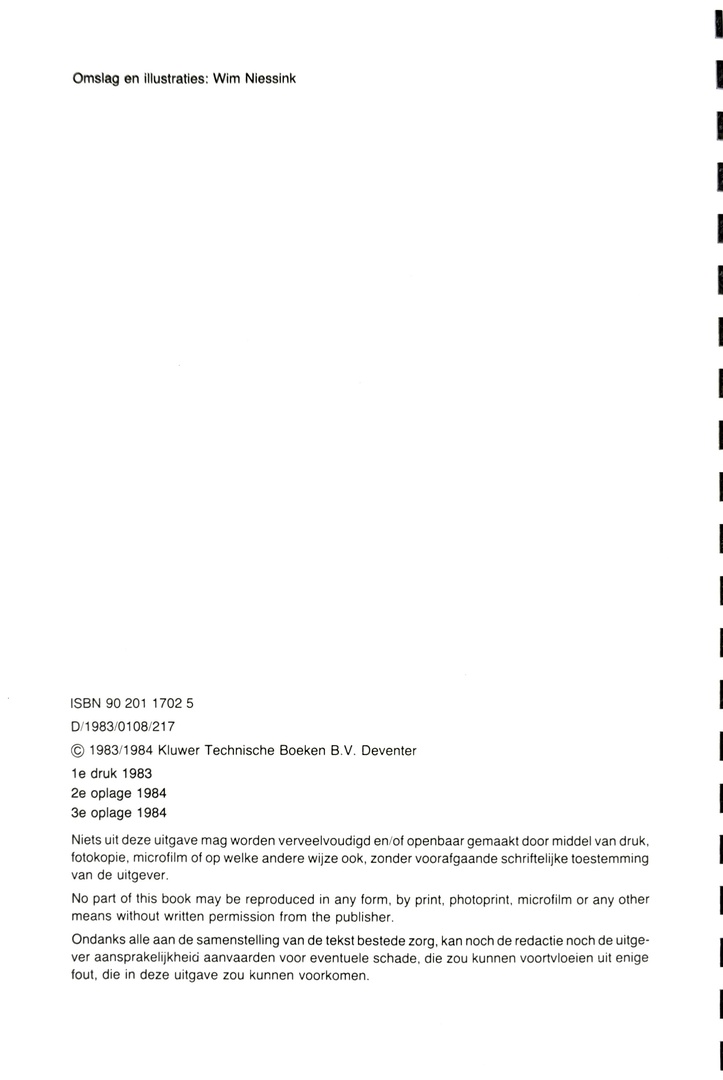 Omslag en illustraties: Wim Niessink
ISBN 90 201 1702 5
D/1983/0108/217
© 1983/1984 Kluwer Technische Boeken B.V. Deventer
1e druk 1983
2e oplage 1984
3e oplage 1984
Niets uit deze uitgave mag worden verveelvoudigd en/of openbaar gemaakt door middel van druk,
fotokopie, microfilm of op welke andere wijze ook, zonder voorafgaande schriftelijke toestemming
van de uitgever.
No part of this book may be reproduced in any form, by print, photoprint, microfilm or any other
means without written permission from the publisher.
Ondanks alle aan de samenstelling van de tekst bestede zorg, kan noch de redactie noch de uitge-
ver aansprakelijkheid aanvaarden voor eventuele schade, die zou kunnen voortvloeien uit enige
fout, die in deze uitgave zou kunnen voorkomen.